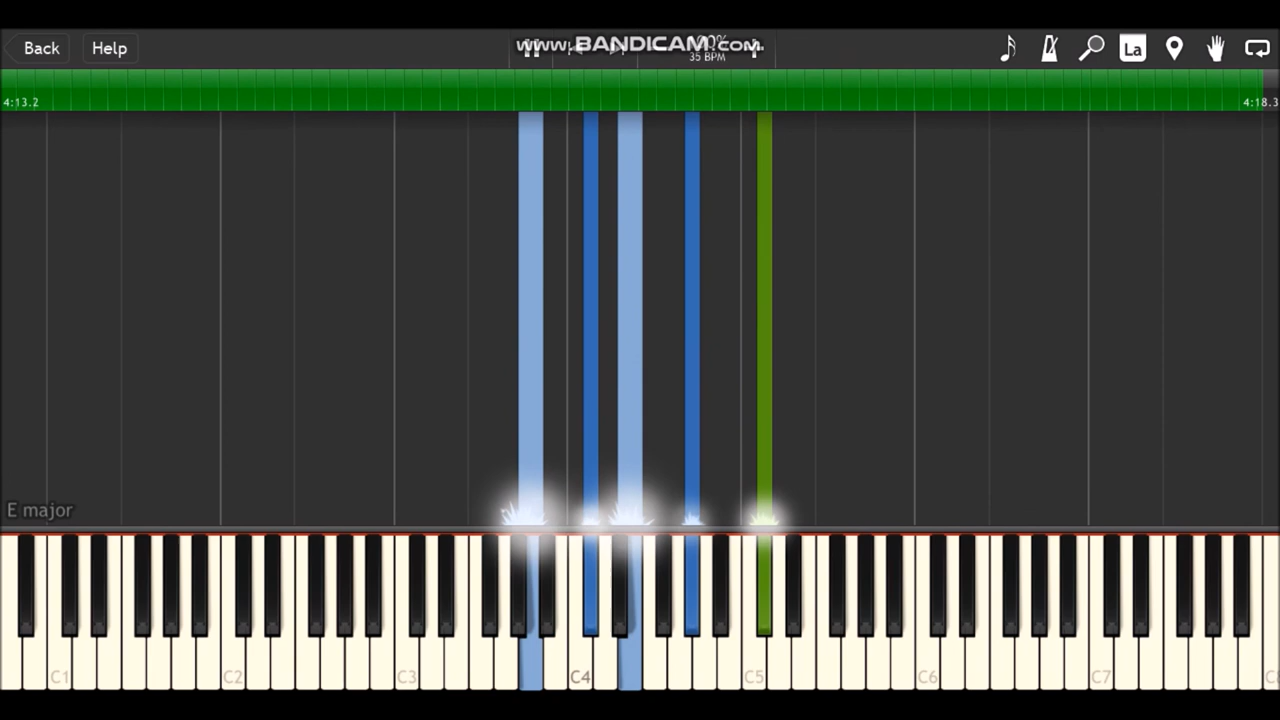 Back Help www.BANDICAM.com La
35 BPM
4:13.2 4:18.3
E major
C1 C2 C3 C4 C5 C6 C7